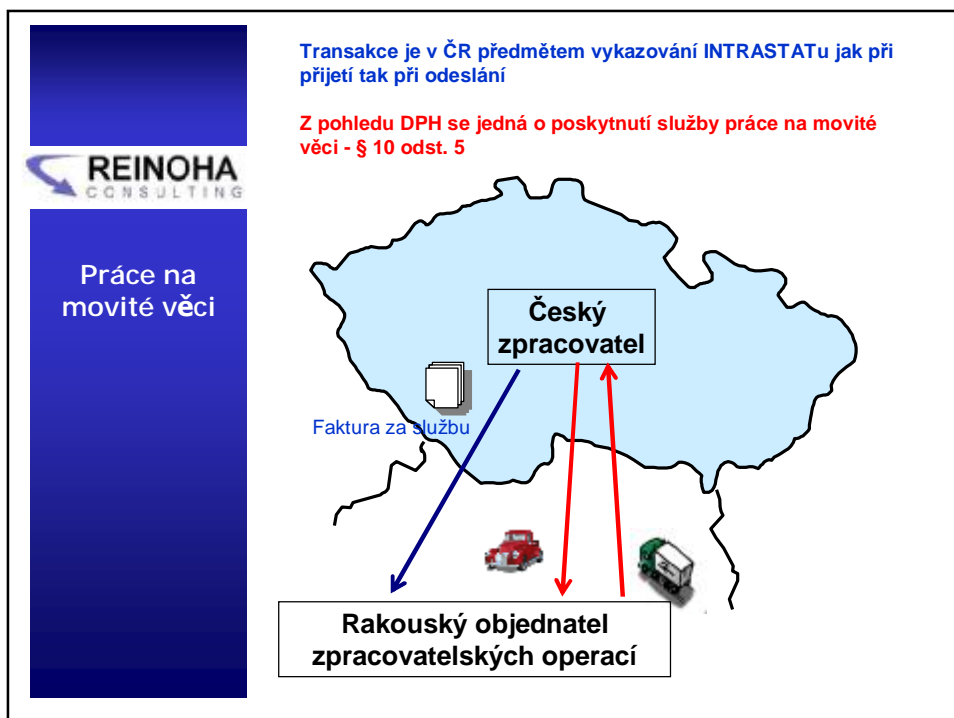 Transakce je v ČR předmětem vykazování INTRASTATu jak při
přijetí tak při odeslání
Z pohledu DPH se jedná o poskytnutí služby práce na movité
věci - § 10 odst. 5
REINOHA
CONSULTING
Práce na
movité věci
Český
zpracovatel
Faktura za službu
Rakouský objednatel
zpracovatelských operací